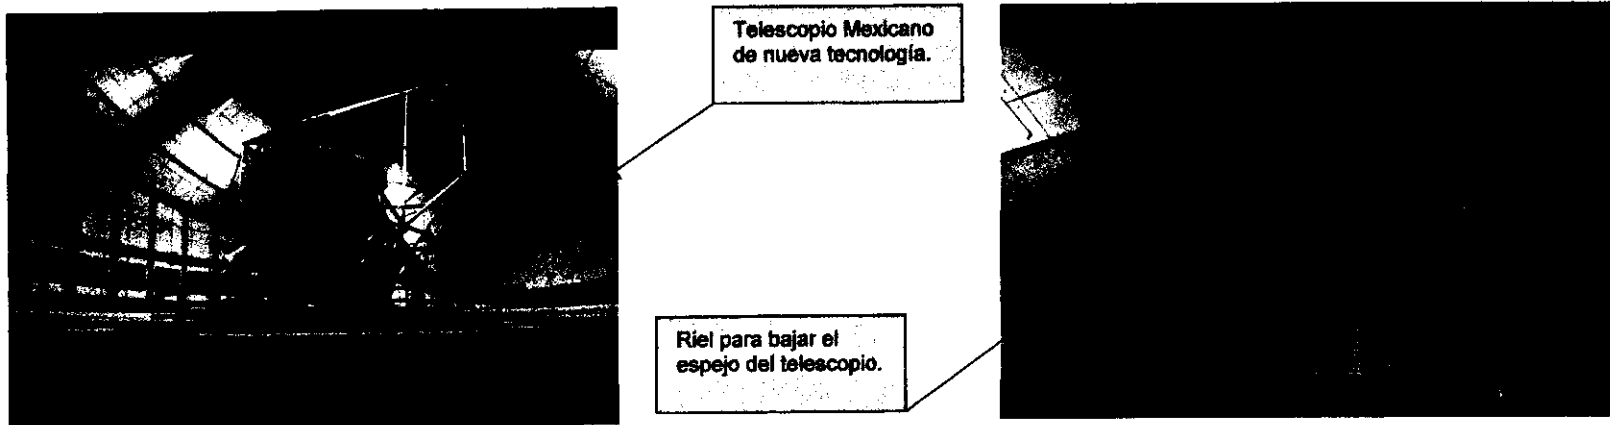 Telescopio Mexicano
de nueva tecnología.
Riel para bajar el
espejo del telescopio.